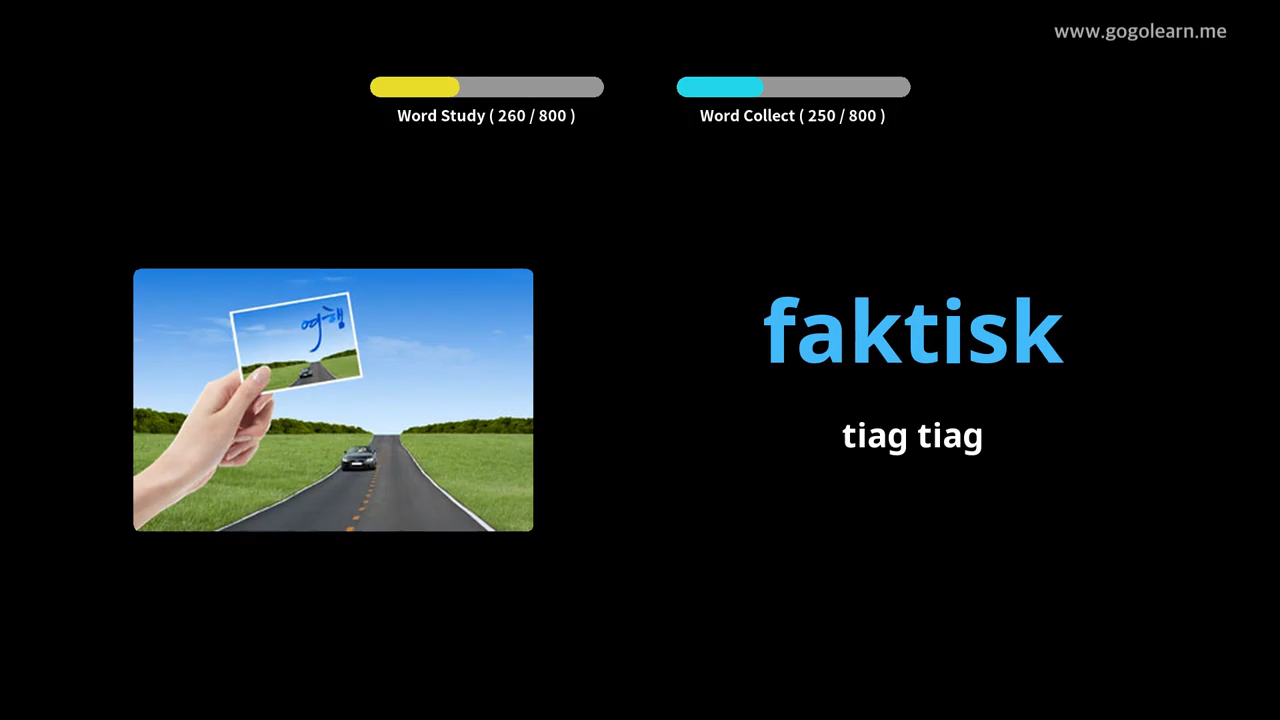 www.gogolearn.me
Word Study ( 260 / 800 )
Word Collect ( 250 / 800 )
여행
faktisk
tiag tiag